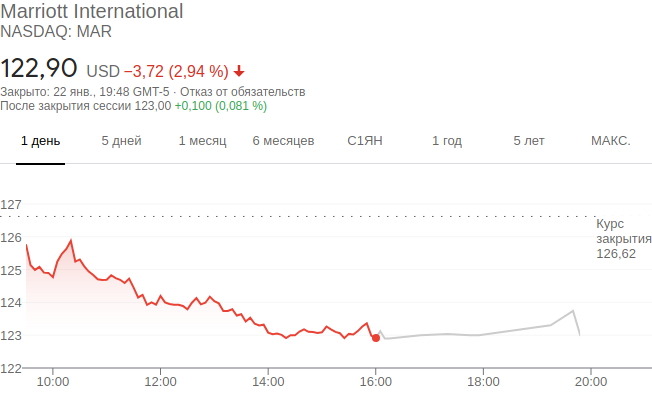 Marriott International
NASDAQ: MAR
122,90 USD −3,72 (2,94 %)
Закрыто: 22 янв., 19:48 GMT-5 · Отказ от обязательств
После закрытия сессии 123,00 +0,100 (0,081 %)
1 день 5 дней 1 месяц 6 месяцев С1ЯН 1 год 5 лет МАКС.
127
Курс
126
закрытия
126,62
125
124
123
122
10:00 12:00 14:00 16:00 18:00 20:00